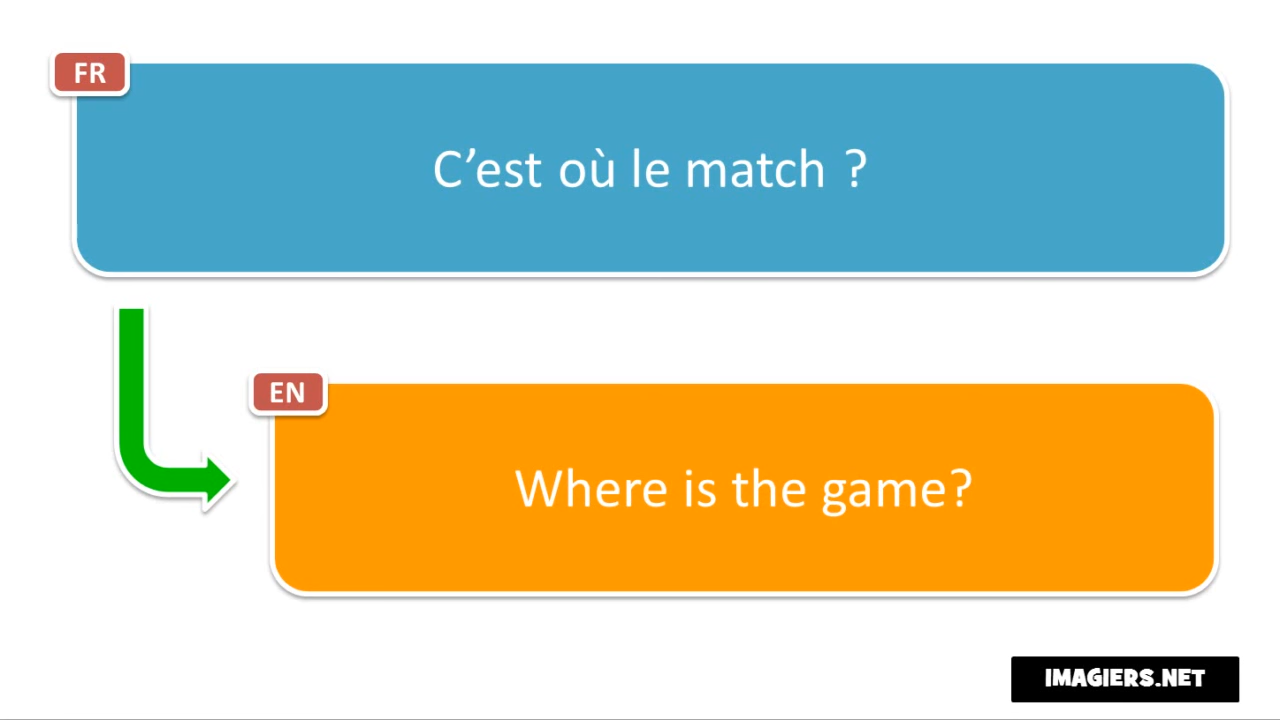 FR
C’est où le match ?
EN
Where is the game?
IMAGIERS.NET